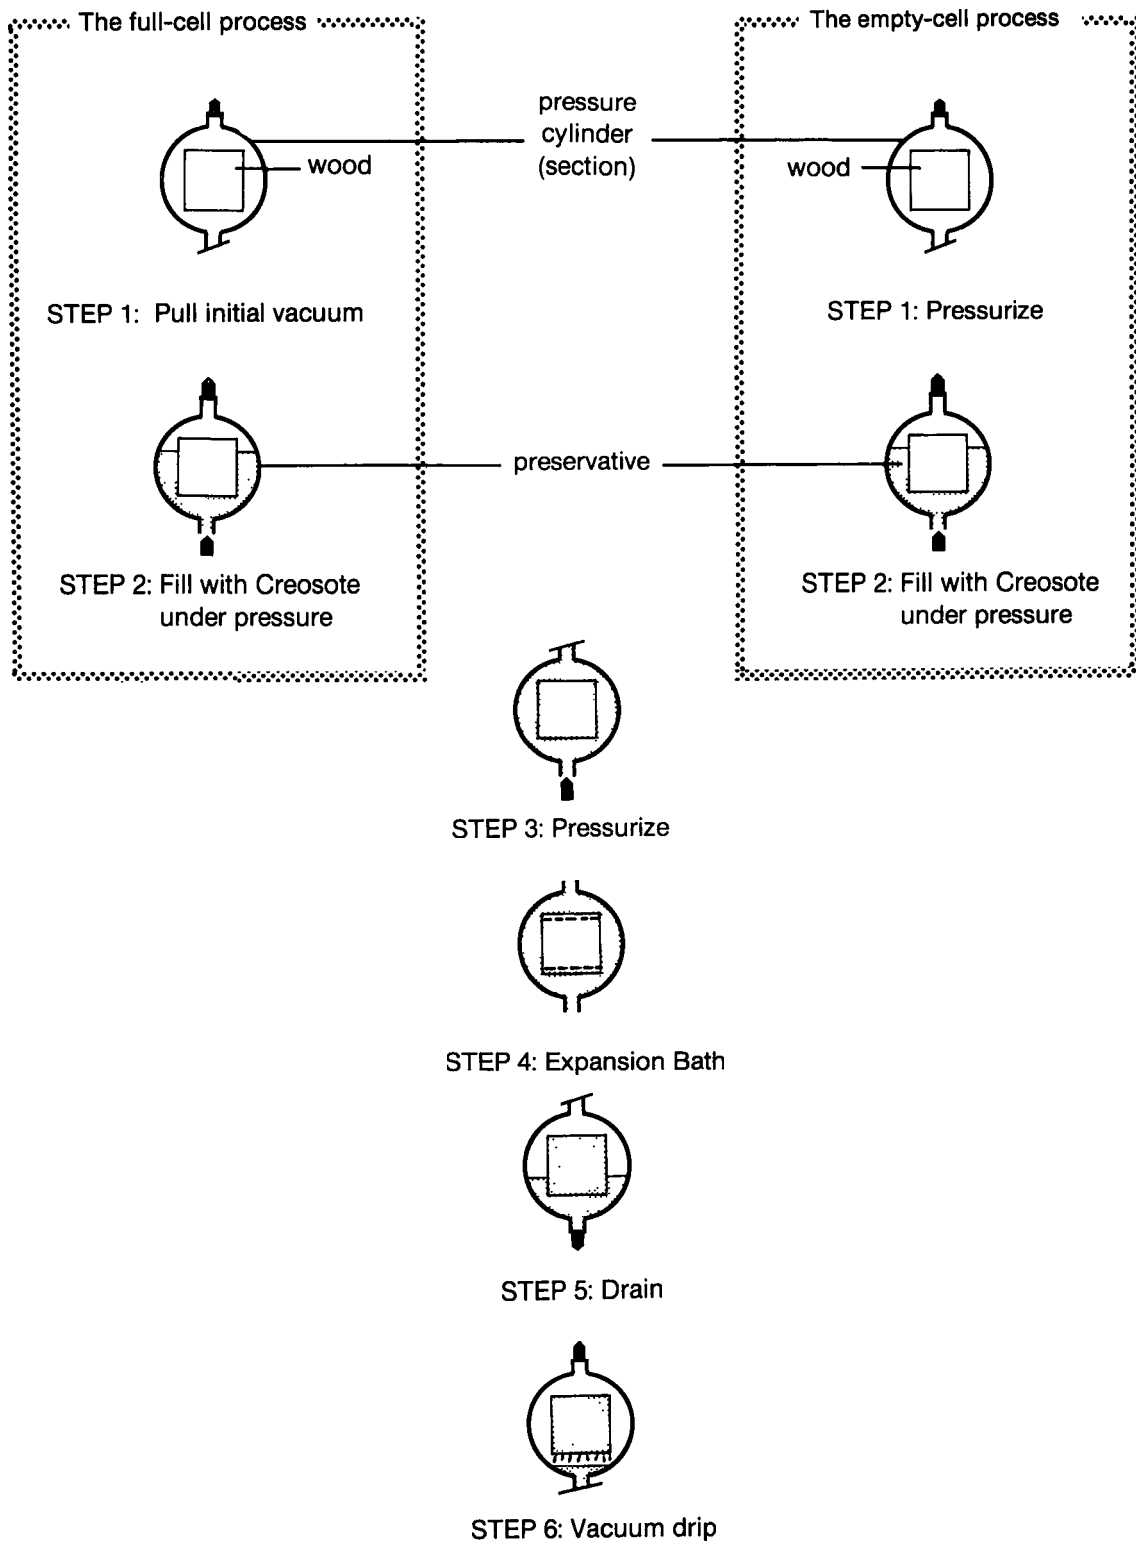 The full-cell process
The empty-cell process
pressure
cylinder
(section)
wood
wood
STEP 1: Pull initial vacuum
STEP 1: Pressurize
preservative
STEP 2: Fill with Creosote
under pressure
STEP 2: Fill with Creosote
under pressure
STEP 3: Pressurize
STEP 4: Expansion Bath
STEP 5: Drain
STEP 6: Vacuum drip